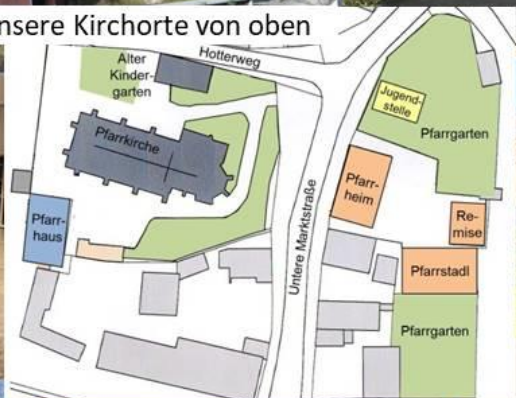 nsere Kirchorte von oben
Hotterweg
Alter
Kinder-
garten
Jugend-
stelle
Pfarrgarten
Pfarrkirche
Pfarr-
heim
Untere Marktstraße
Pfarr-
haus
Re-
mise
Pfarrstadl
Pfarrgarten